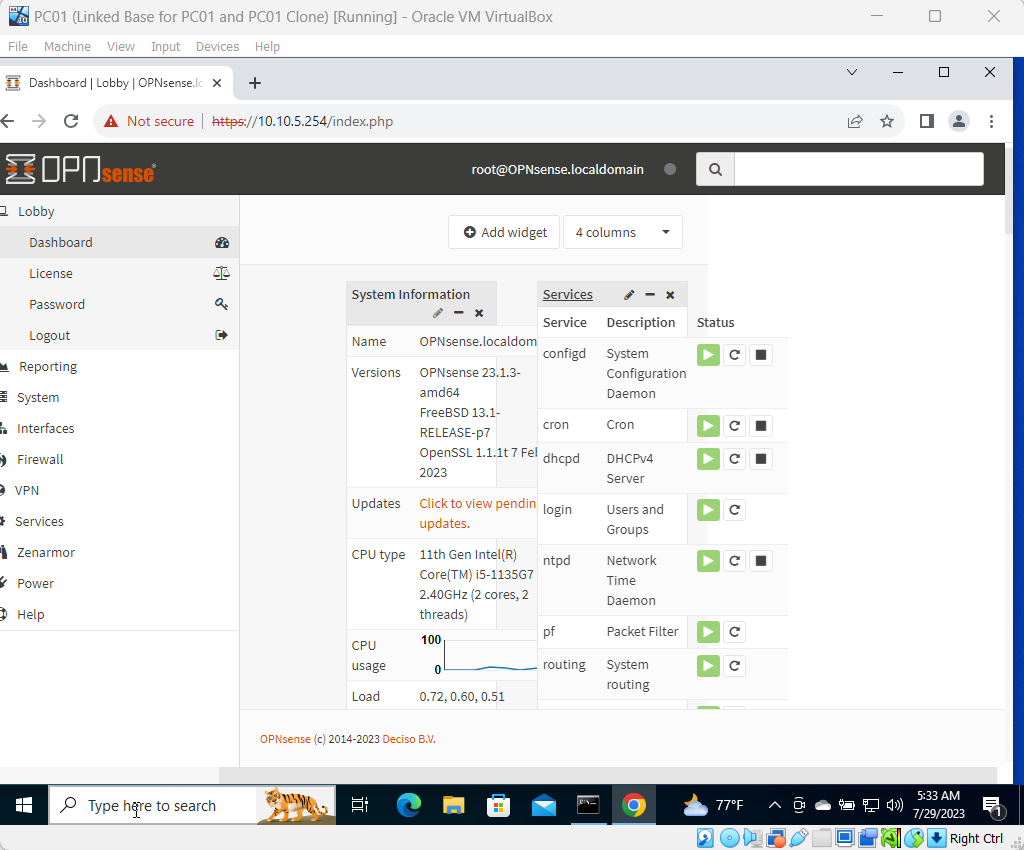 PC01 (Linked Base for PC01 and PC01 Clone) [Running] - Oracle VM VirtualBox
File Machine View Input Devices Help
Dashboard | Lobby | OPNsense.lo
Not secure https://10.10.5.254/index.php
OPNsense
root@OPNsense.localdomain
Lobby
Dashboard
License
Password
Logout
Reporting
System
Interfaces
Firewall
VPN
Services
Zenarmor
Power
Help
Add widget
4 columns
System Information
Name OPNsense.localdom
Versions OPNsense 23.1.3-
amd64
FreeBSD 13.1-
RELEASE-p7
OpenSSL 1.1.1t 7 Feb
2023
Updates Click to view pendin
updates.
CPU type 11th Gen Intel(R)
Core(TM) i5-1135G7
2.40GHz (2 cores, 2
threads)
CPU
usage
100
0
Load 0.72, 0.60, 0.51
Services
Service Description Status
configd System
Configuration
Daemon
cron Cron
dhcpd DHCPv4
Server
login Users and
Groups
ntpd Network
Time
Daemon
pf Packet Filter
routing System
routing
OPNsense (c) 2014-2023 Deciso B.V.
Type here to search
77°F
5:33 AM
7/29/2023
1
Right Ctrl